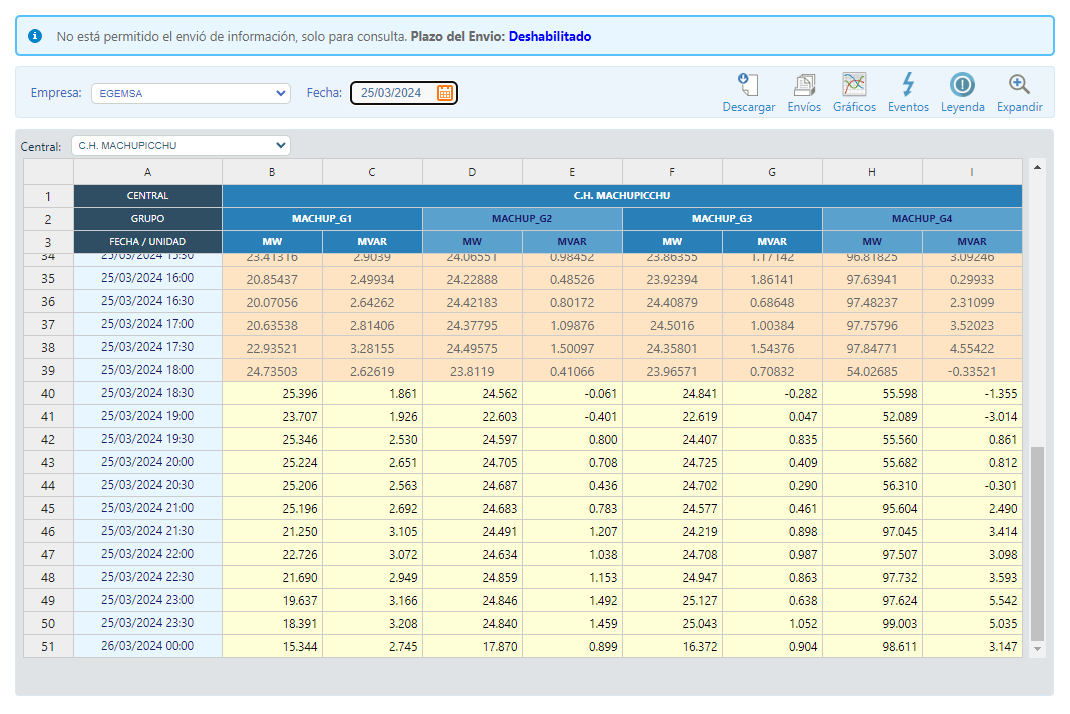 No está permitido el envió de información, solo para consulta. Plazo del Envio: Deshabilitado
Empresa: EGEMSA Fecha: 25/03/2024 Descargar Envíos Gráficos Eventos Leyenda Expandir
Central: C.H. MACHUPICCHU
A B C D E F G H I
1 CENTRAL C.H. MACHUPICCHU
2 GRUPO MACHUP_G1 MACHUP_G2 MACHUP_G3 MACHUP_G4
3 FECHA / UNIDAD MW MVAR MW MVAR MW MVAR MW MVAR
34 25/03/2024 15:30 23.41316 2.9039 24.06551 0.98452 23.86355 1.17142 96.81825 3.09246
35 25/03/2024 16:00 20.85437 2.49934 24.22888 0.48526 23.92394 1.86141 97.63941 0.29933
36 25/03/2024 16:30 20.07056 2.64262 24.42183 0.80172 24.40879 0.68648 97.48237 2.31099
37 25/03/2024 17:00 20.63538 2.81406 24.37795 1.09876 24.5016 1.00384 97.75796 3.52023
38 25/03/2024 17:30 22.93521 3.28155 24.49575 1.50097 24.35801 1.54376 97.84771 4.55422
39 25/03/2024 18:00 24.73503 2.62619 23.8119 0.41066 23.96571 0.70832 54.02685 -0.33521
40 25/03/2024 18:30 25.396 1.861 24.562 -0.061 24.841 -0.282 55.598 -1.355
41 25/03/2024 19:00 23.707 1.926 22.603 -0.401 22.619 0.047 52.089 -3.014
42 25/03/2024 19:30 25.346 2.530 24.597 0.800 24.407 0.835 55.560 0.861
43 25/03/2024 20:00 25.224 2.651 24.705 0.708 24.725 0.409 55.682 0.812
44 25/03/2024 20:30 25.206 2.563 24.687 0.436 24.702 0.290 56.310 -0.301
45 25/03/2024 21:00 25.196 2.692 24.683 0.783 24.577 0.461 95.604 2.490
46 25/03/2024 21:30 21.250 3.105 24.491 1.207 24.219 0.898 97.045 3.414
47 25/03/2024 22:00 22.726 3.072 24.634 1.038 24.708 0.987 97.507 3.098
48 25/03/2024 22:30 21.690 2.949 24.859 1.153 24.947 0.863 97.732 3.593
49 25/03/2024 23:00 19.637 3.166 24.846 1.492 25.127 0.638 97.624 5.542
50 25/03/2024 23:30 18.391 3.208 24.840 1.459 25.043 1.052 99.003 5.035
51 26/03/2024 00:00 15.344 2.745 17.870 0.899 16.372 0.904 98.611 3.147